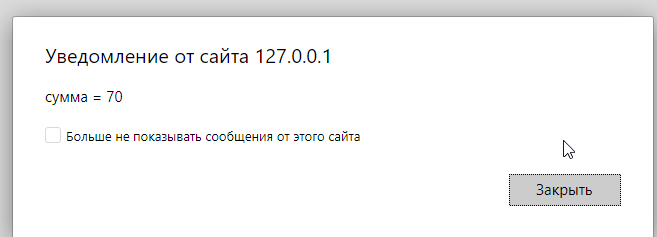 Уведомление от сайта 127.0.0.1
сумма = 70
Больше не показывать сообщения от этого сайта
Закрыть